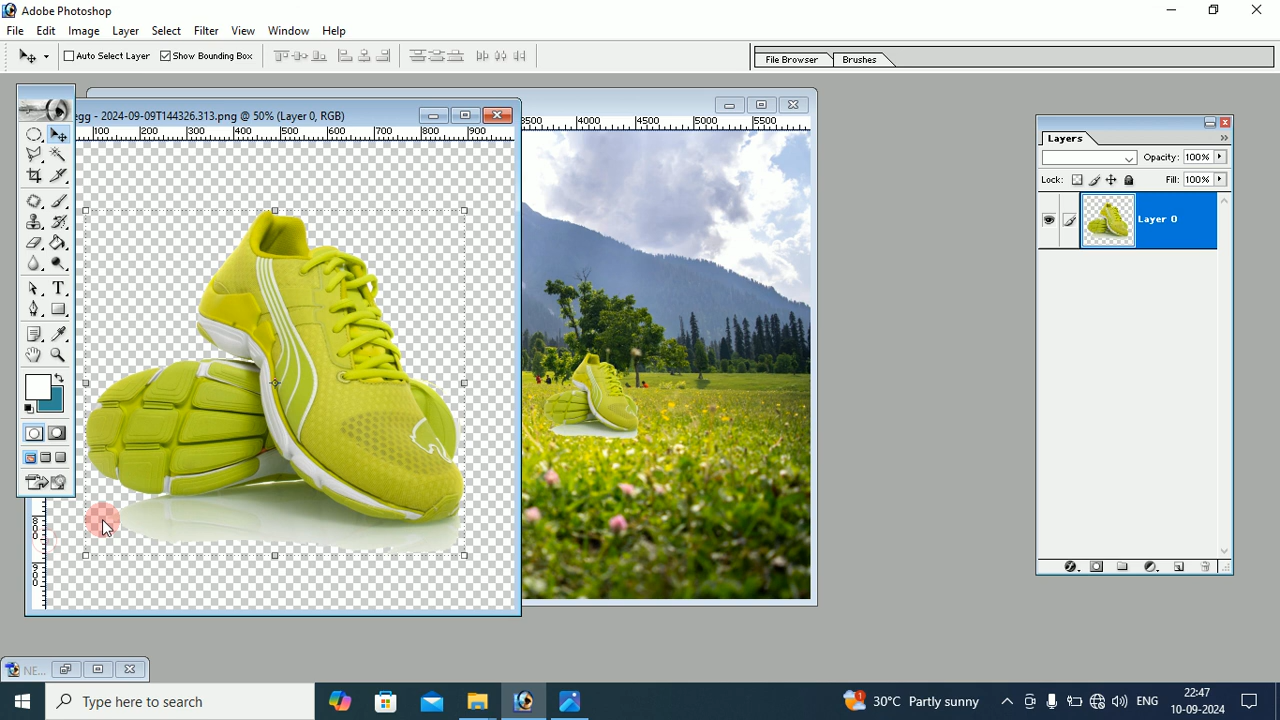 Adobe Photoshop
File Edit Image Layer Select Filter View Window Help
Auto Select Layer Show Bounding Box
File Browser Brushes
egg - 2024-09-09T144326.313.png @ 50% (Layer 0, RGB)
100 200 300 400 500 600 700 800 900
3500 4000 4500 5000 5500
Layers
Opacity: 100%
Lock: Fill: 100%
Layer 0
T
800
900
NE...
Type here to search
1
30°C Partly sunny
ENG
22:47
10-09-2024